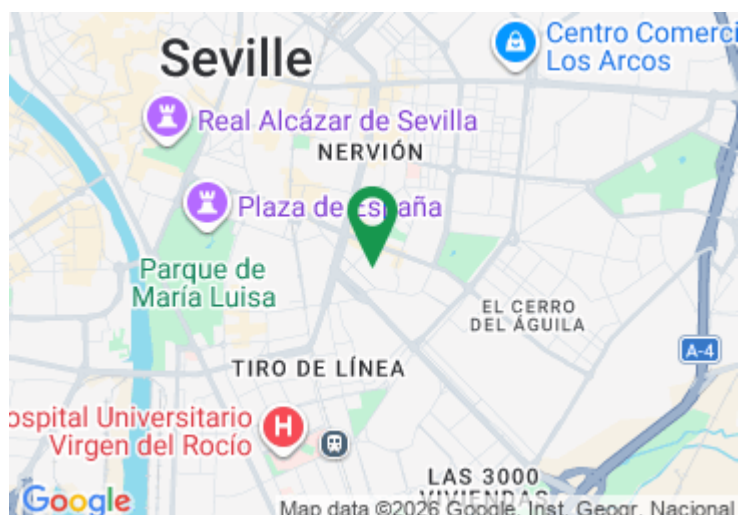 Seville
Centro Comerci
Los Arcos
Real Alcázar de Sevilla
NERVIÓN
Plaza de España
Parque de
María Luisa
EL CERRO
DEL ÁGUILA
A-4
TIRO DE LÍNEA
ospital Universitario
Virgen del Rocío
H
LAS 3000
VIVIENDAS
Google
Map data ©2026 Google, Inst. Geogr. Nacional